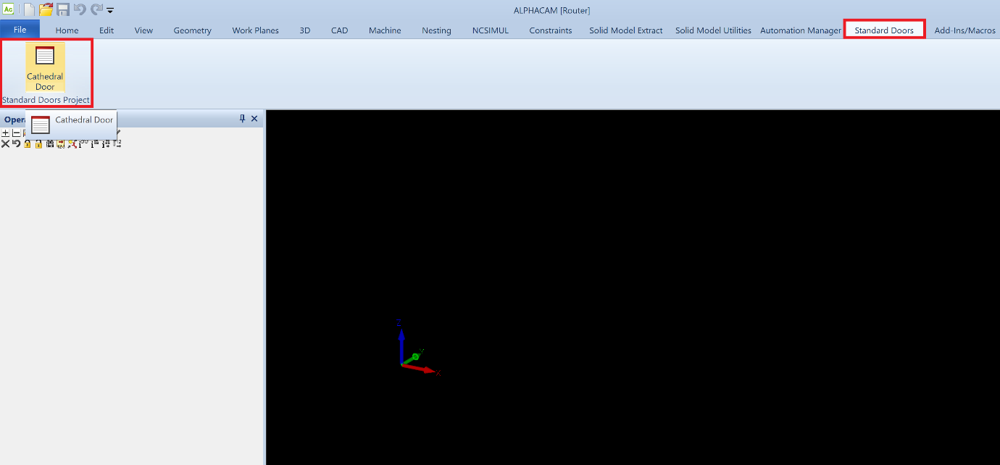 Ac
ALPHACAM [Router]
File Home Edit View Geometry Work Planes 3D CAD Machine Nesting NCSIMUL Constraints Solid Model Extract Solid Model Utilities Automation Manager Standard Doors Add-Ins/Macros
Cathedral
Door
Standard Doors Project
Opera
Cathedral Door
Z
Y
X